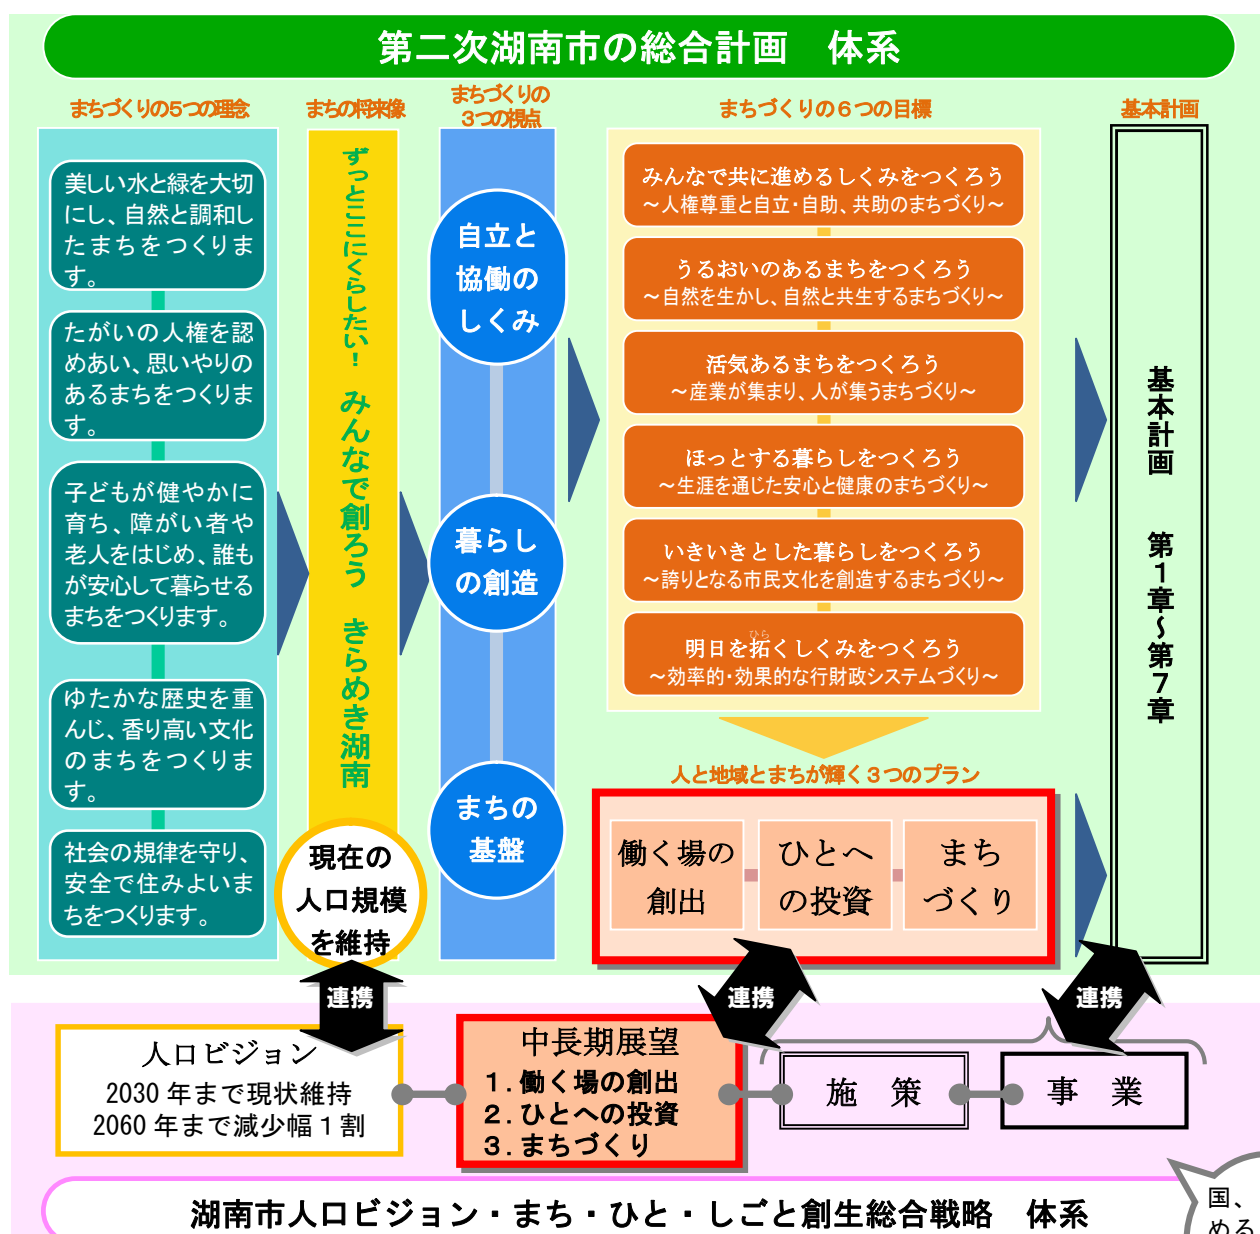 第二次湖南市の総合計画　体系
まちづくりの5つの理念
美しい水と緑を大切
にし、自然と調和し
たまちをつくりま
す。
たがいの人権を認
めあい、思いやりの
あるまちをつくりま
す。
子どもが健やかに
育ち、障がい者や
老人をはじめ、誰も
が安心して暮らせる
まちをつくります。
ゆたかな歴史を重
んじ、香り高い文化
のまちをつくりま
す。
社会の規律を守り、
安全で住みよいま
ちをつくります。
まちの将来像
ずっとここにくらしたい！　みんなで創ろう　きらめき湖南
現在の
人口規模
を維持
まちづくりの
3つの視点
自立と
協働の
しくみ
暮らし
の創造
まちの
基盤
まちづくりの６つの目標
みんなで共に進めるしくみをつくろう
～人権尊重と自立・自助、共助のまちづくり～
うるおいのあるまちをつくろう
～自然を生かし、自然と共生するまちづくり～
活気あるまちをつくろう
～産業が集まり、人が集うまちづくり～
ほっとする暮らしをつくろう
～生涯を通じた安心と健康のまちづくり～
いきいきとした暮らしをつくろう
～誇りとなる市民文化を創造するまちづくり～
ひら
明日を拓くしくみをつくろう
～効率的・効果的な行財政システムづくり～
人と地域とまちが輝く３つのプラン
働く場の
創出
ひとへ
の投資
まち
づくり
基本計画
基本計画　第１章～第７章
連携
連携
連携
人口ビジョン
2030 年まで現状維持
2060 年まで減少幅 1 割
中長期展望
１. 働く場の創出
２. ひとへの投資
３. まちづくり
施　策
事　業
湖南市人口ビジョン・まち・ひと・しごと創生総合戦略　体系
国、
める